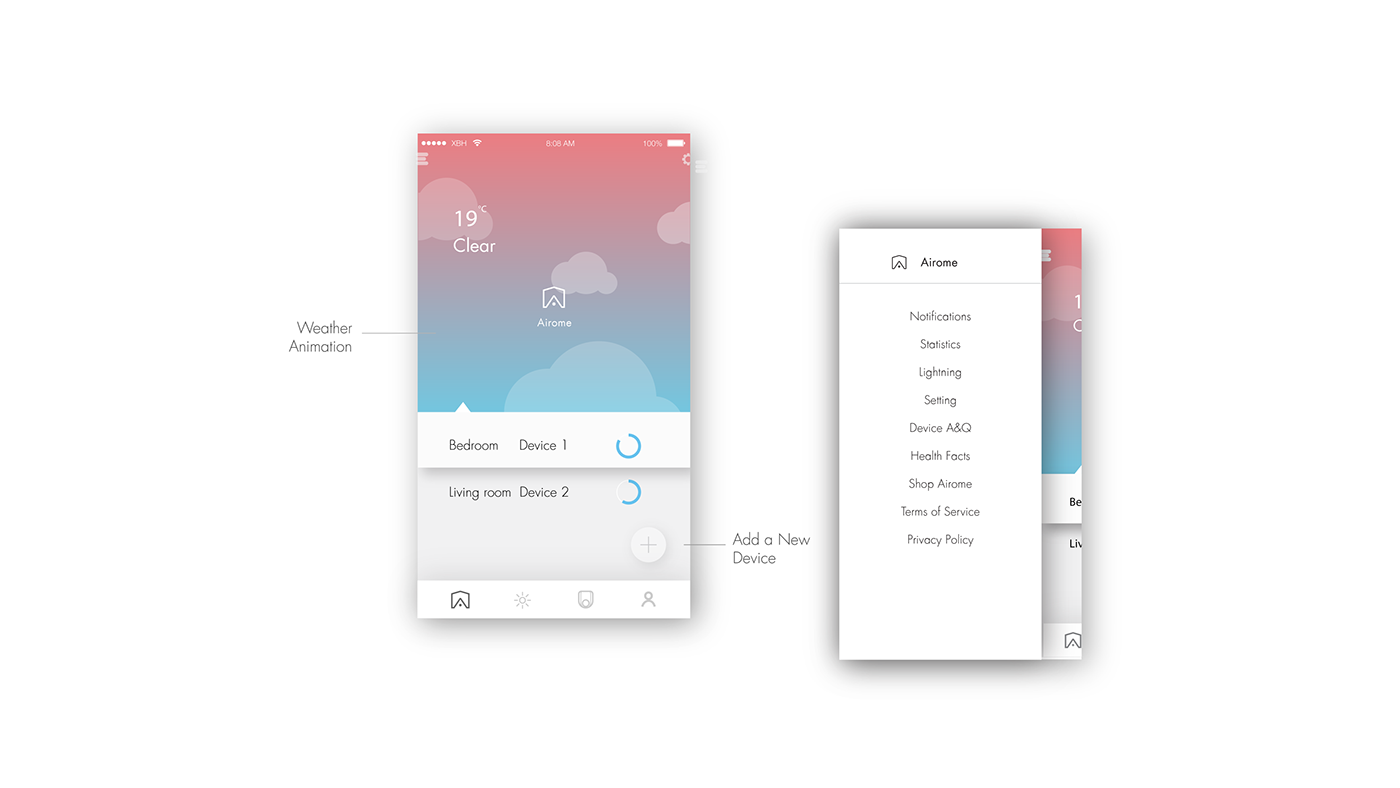 XBH 8:08 AM 100%
19 °C
Clear
Airome
Weather
Animation
Bedroom Device 1
Living room Device 2
Add a New
Device
Airome
Notifications
Statistics
Lightning
Setting
Device A&Q
Health Facts
Shop Airome
Terms of Service
Privacy Policy
1
C
Be
Liv